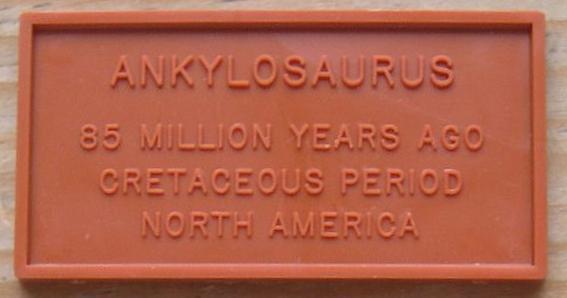 ANKYLOSAURUS
85 MILLION YEARS AGO
CRETACEOUS PERIOD
NORTH AMERICA